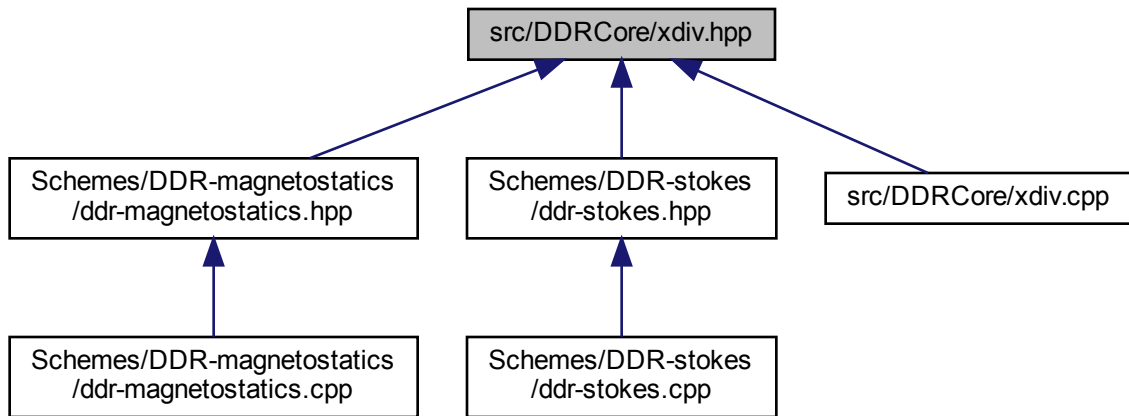 src/DDRCore/xdiv.hpp
Schemes/DDR-magnetostatics
/ddr-magnetostatics.hpp
Schemes/DDR-stokes
/ddr-stokes.hpp
src/DDRCore/xdiv.cpp
Schemes/DDR-magnetostatics
/ddr-magnetostatics.cpp
Schemes/DDR-stokes
/ddr-stokes.cpp